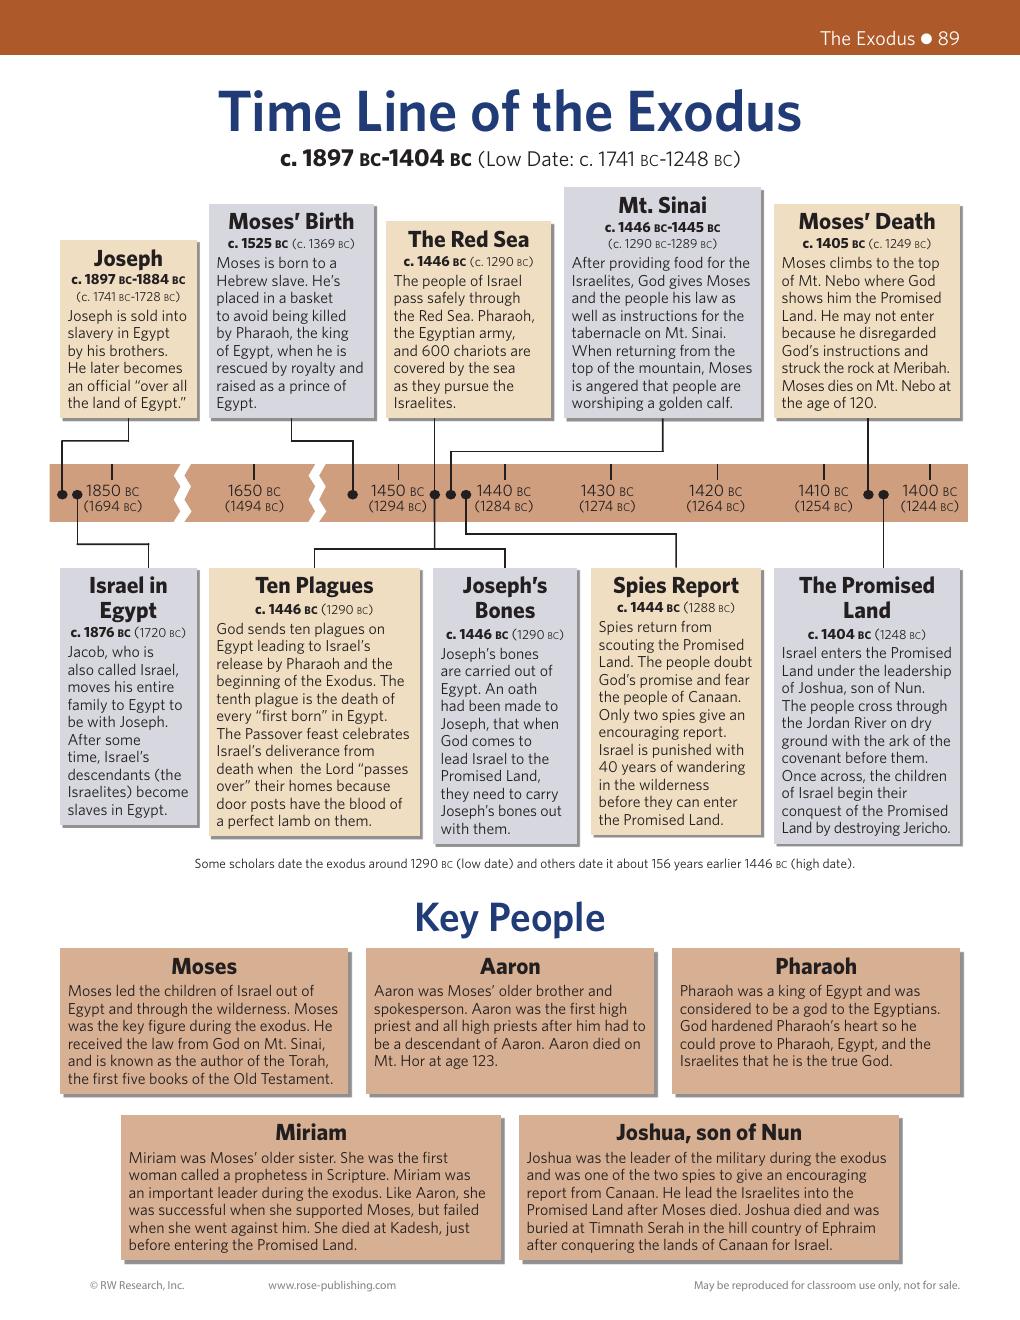 The Exodus ● 89
Time Line of the Exodus
c. 1897 BC-1404 BC (Low Date: c. 1741 BC-1248 BC)
Joseph
c. 1897 BC-1884 BC
(c. 1741 BC-1728 BC)
Joseph is sold into
slavery in Egypt
by his brothers.
He later becomes
an official “over all
the land of Egypt.”
Moses’ Birth
c. 1525 BC (c. 1369 BC)
Moses is born to a
Hebrew slave. He’s
placed in a basket
to avoid being killed
by Pharaoh, the king
of Egypt, when he is
rescued by royalty and
raised as a prince of
Egypt.
The Red Sea
c. 1446 BC (c. 1290 BC)
The people of Israel
pass safely through
the Red Sea. Pharaoh,
the Egyptian army,
and 600 chariots are
covered by the sea
as they pursue the
Israelites.
Mt. Sinai
c. 1446 BC-1445 BC
(c. 1290 BC-1289 BC)
After providing food for the
Israelites, God gives Moses
and the people his law as
well as instructions for the
tabernacle on Mt. Sinai.
When returning from the
top of the mountain, Moses
is angered that people are
worshiping a golden calf.
Moses’ Death
c. 1405 BC (c. 1249 BC)
Moses climbs to the top
of Mt. Nebo where God
shows him the Promised
Land. He may not enter
because he disregarded
God’s instructions and
struck the rock at Meribah.
Moses dies on Mt. Nebo at
the age of 120.
1850 BC
(1694 BC)
1650 BC
(1494 BC)
1450 BC
(1294 BC)
1440 BC
(1284 BC)
1430 BC
(1274 BC)
1420 BC
(1264 BC)
1410 BC
(1254 BC)
1400 BC
(1244 BC)
Israel in
Egypt
c. 1876 BC (1720 BC)
Jacob, who is
also called Israel,
moves his entire
family to Egypt to
be with Joseph.
After some
time, Israel’s
descendants (the
Israelites) become
slaves in Egypt.
Ten Plagues
c. 1446 BC (1290 BC)
God sends ten plagues on
Egypt leading to Israel’s
release by Pharaoh and the
beginning of the Exodus. The
tenth plague is the death of
every “first born” in Egypt.
The Passover feast celebrates
Israel’s deliverance from
death when the Lord “passes
over” their homes because
door posts have the blood of
a perfect lamb on them.
Joseph’s
Bones
c. 1446 BC (1290 BC)
Joseph’s bones
are carried out of
Egypt. An oath
had been made to
Joseph, that when
God comes to
lead Israel to the
Promised Land,
they need to carry
Joseph’s bones out
with them.
Spies Report
c. 1444 BC (1288 BC)
Spies return from
scouting the Promised
Land. The people doubt
God’s promise and fear
the people of Canaan.
Only two spies give an
encouraging report.
Israel is punished with
40 years of wandering
in the wilderness
before they can enter
the Promised Land.
The Promised
Land
c. 1404 BC (1248 BC)
Israel enters the Promised
Land under the leadership
of Joshua, son of Nun.
The people cross through
the Jordan River on dry
ground with the ark of the
covenant before them.
Once across, the children
of Israel begin their
conquest of the Promised
Land by destroying Jericho.
Some scholars date the exodus around 1290 BC (low date) and others date it about 156 years earlier 1446 BC (high date).
Key People
Moses
Moses led the children of Israel out of
Egypt and through the wilderness. Moses
was the key figure during the exodus. He
received the law from God on Mt. Sinai,
and is known as the author of the Torah,
the first five books of the Old Testament.
Aaron
Aaron was Moses’ older brother and
spokesperson. Aaron was the first high
priest and all high priests after him had to
be a descendant of Aaron. Aaron died on
Mt. Hor at age 123.
Pharaoh
Pharaoh was a king of Egypt and was
considered to be a god to the Egyptians.
God hardened Pharaoh’s heart so he
could prove to Pharaoh, Egypt, and the
Israelites that he is the true God.
Miriam
Miriam was Moses’ older sister. She was the first
woman called a prophetess in Scripture. Miriam was
an important leader during the exodus. Like Aaron, she
was successful when she supported Moses, but failed
when she went against him. She died at Kadesh, just
before entering the Promised Land.
Joshua, son of Nun
Joshua was the leader of the military during the exodus
and was one of the two spies to give an encouraging
report from Canaan. He lead the Israelites into the
Promised Land after Moses died. Joshua died and was
buried at Timnath Serah in the hill country of Ephraim
after conquering the lands of Canaan for Israel.
© RW Research, Inc.
www.rose-publishing.com
May be reproduced for classroom use only, not for sale.